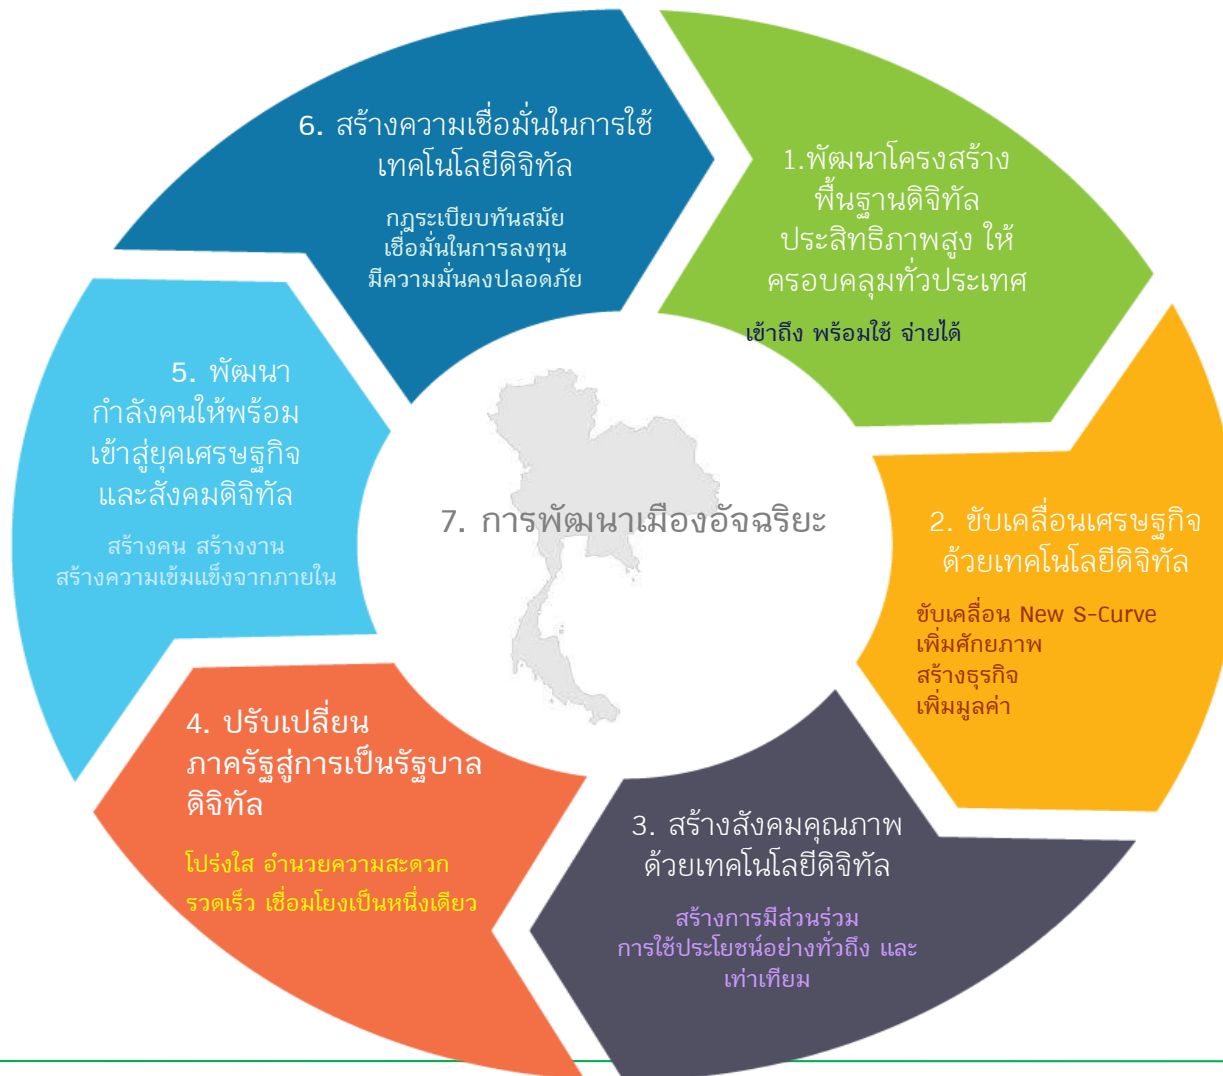 6. สร้างความเชื่อมั่นในการใช้
เทคโนโลยีดิจิทัล
กฎระเบียบทันสมัย
เชื่อมั่นในการลงทุน
มีความมั่นคงปลอดภัย
1.พัฒนาโครงสร้าง
พื้นฐานดิจิทัล
ประสิทธิภาพสูง ให้
ครอบคลุมทั่วประเทศ
เข้าถึง พร้อมใช้ จ่ายได้
5. พัฒนา
กำลังคนให้พร้อม
เข้าสู่ยุคเศรษฐกิจ
และสังคมดิจิทัล
สร้างคน สร้างงาน
สร้างความเข้มแข็งจากภายใน
7. การพัฒนาเมืองอัจฉริยะ
2. ขับเคลื่อนเศรษฐกิจ
ด้วยเทคโนโลยีดิจิทัล
ขับเคลื่อน New S-Curve
เพิ่มศักยภาพ
สร้างธุรกิจ
เพิ่มมูลค่า
4. ปรับเปลี่ยน
ภาครัฐสู่การเป็นรัฐบาล
ดิจิทัล
โปร่งใส อำนวยความสะดวก
รวดเร็ว เชื่อมโยงเป็นหนึ่งเดียว
3. สร้างสังคมคุณภาพ
ด้วยเทคโนโลยีดิจิทัล
สร้างการมีส่วนร่วม
การใช้ประโยชน์อย่างทั่วถึง และ
เท่าเทียม